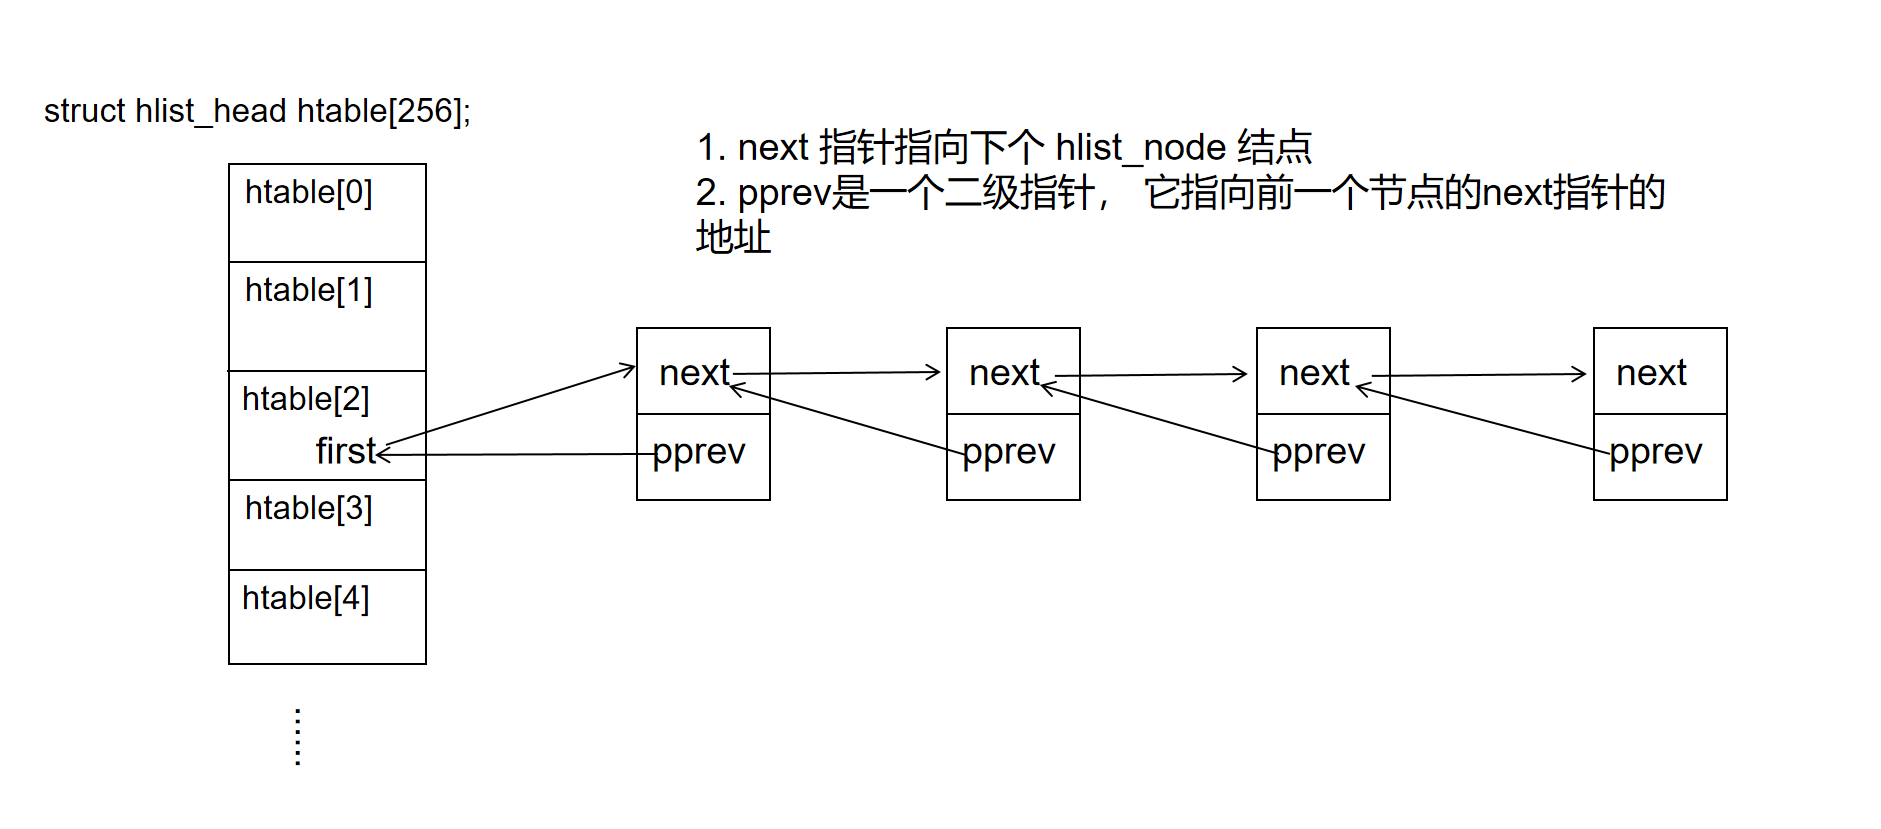 struct hlist_head htable[256];
1. next 指针指向下个 hlist_node 结点
2. pprev是一个二级指针， 它指向前一个节点的next指针的
地址
htable[0]
htable[1]
htable[2]
first
htable[3]
htable[4]
......
next
pprev
next
pprev
next
pprev
next
pprev